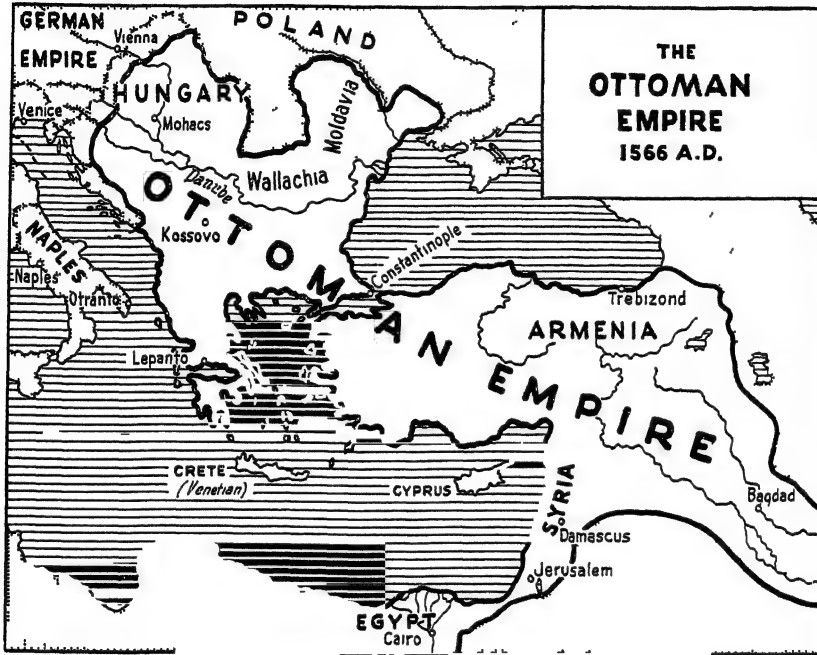 THE
OTTOMAN
EMPIRE
1566 A.D.
GERMAN
EMPIRE
Vienna
POLAND
HUNGARY
Mohacs
Moldavia
Venice
Danube
Wallachia
Kossovo
OTTOMAN EMPIRE
Constantinople
NAPLES
Naples
Otranto
Trebizond
ARMENIA
Lepanto
CRETE
(Venetian)
CYPRUS
SYRIA
Bagdad
Damascus
Jerusalem
EGYPT
Cairo